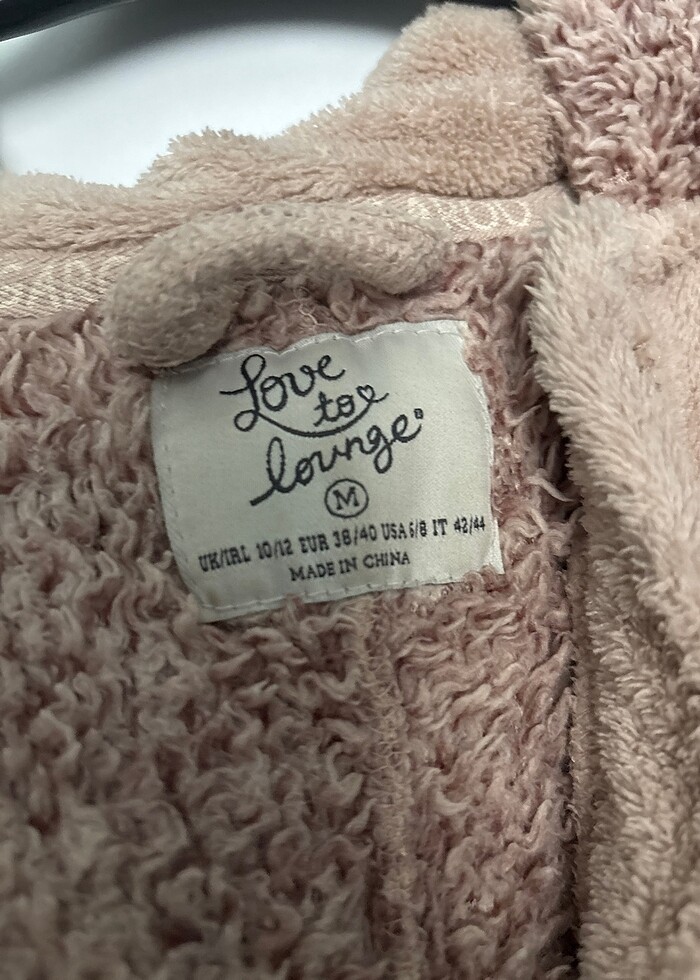 Love
to
lounge
M
UK/IRL 10/12 EUR 38/40 USA 6/8 IT 42/44
MADE IN CHINA